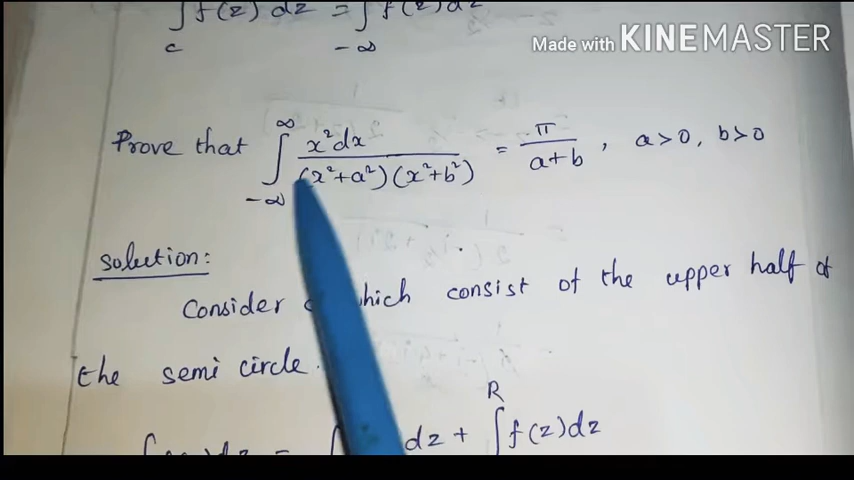 ∫ f(z) dz = ∫ f(z) dz
c -∞
Made with KINEMASTER
Prove that ∫_{-∞}^{∞} x²dx / (x²+a²)(x²+b²) = π / a+b , a>0, b>0
solution:
Consider which consist of the upper half of
the semi circle.
dz + ∫^{R} f(z)dz